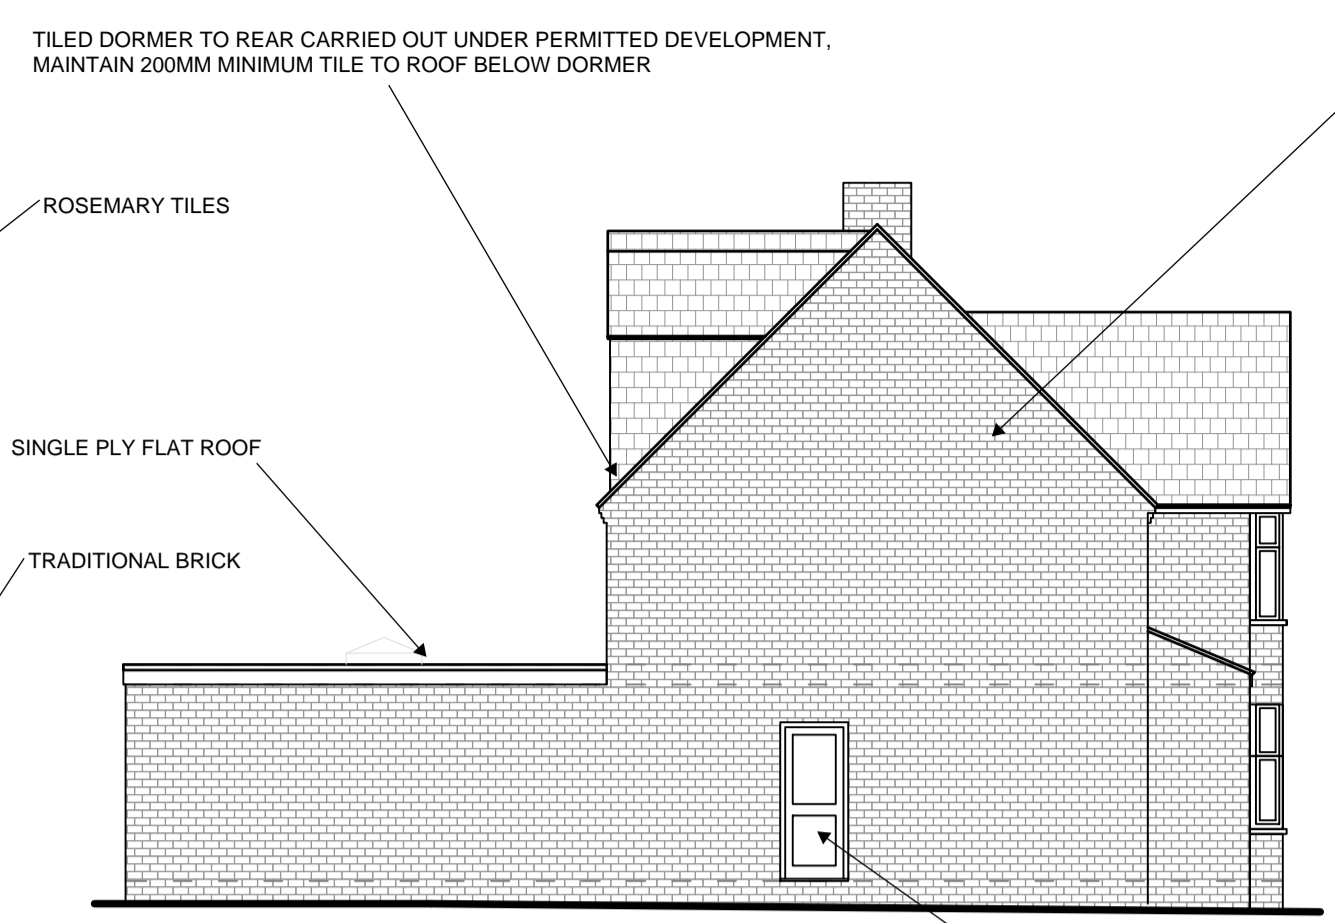 TILED DORMER TO REAR CARRIED OUT UNDER PERMITTED DEVELOPMENT,
MAINTAIN 200MM MINIMUM TILE TO ROOF BELOW DORMER
ROSEMARY TILES
SINGLE PLY FLAT ROOF
TRADITIONAL BRICK